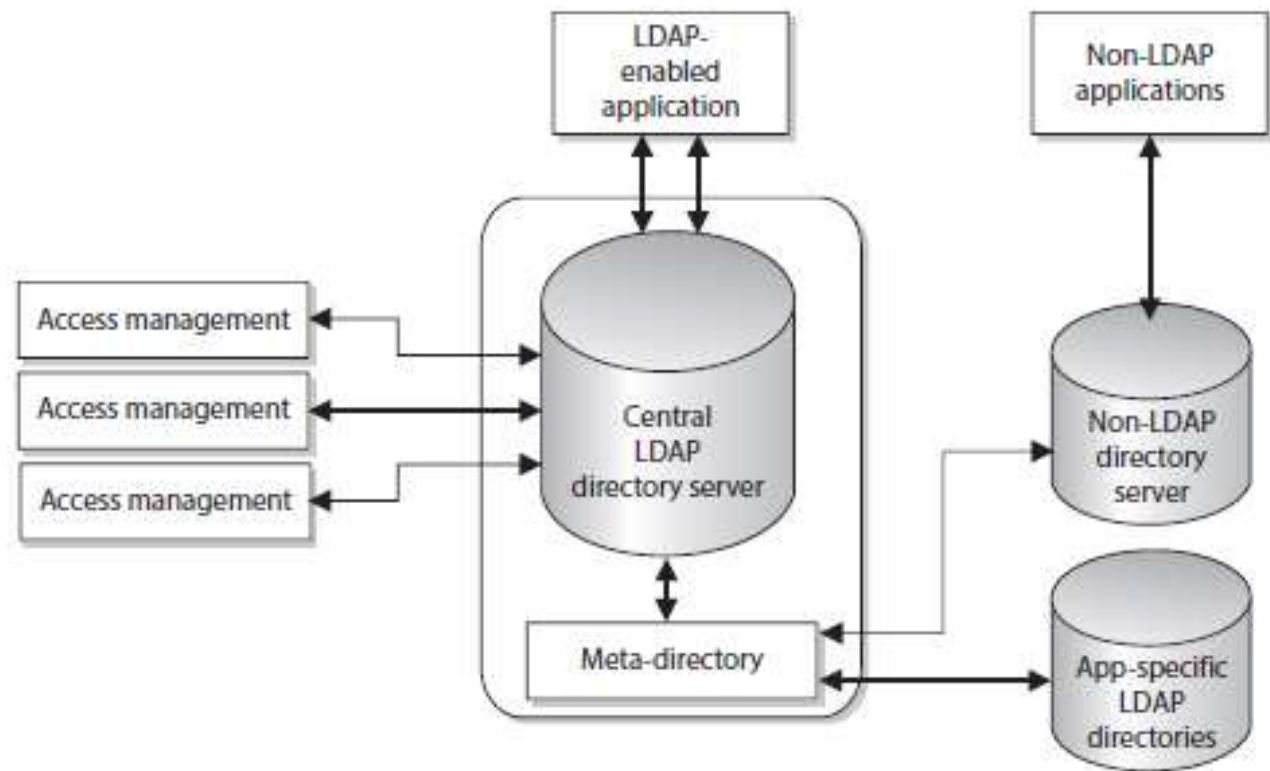 LDAP-
enabled
application
Non-LDAP
applications
Access management
Access management
Access management
Central
LDAP
directory server
Non-LDAP
directory
server
Meta-directory
App-specific
LDAP
directories